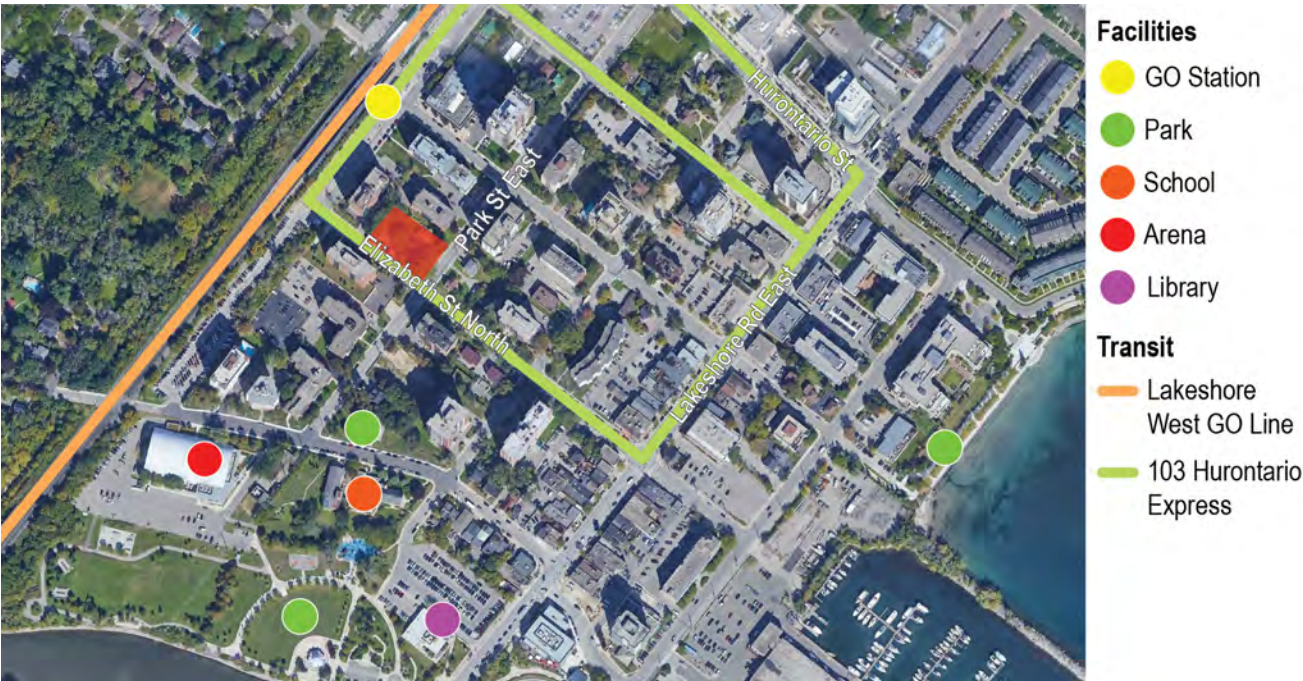 Hurontario St
Park St East
Elizabeth St North
Lakeshore Rd East
Facilities
GO Station
Park
School
Arena
Library
Transit
Lakeshore
West GO Line
103 Hurontario
Express